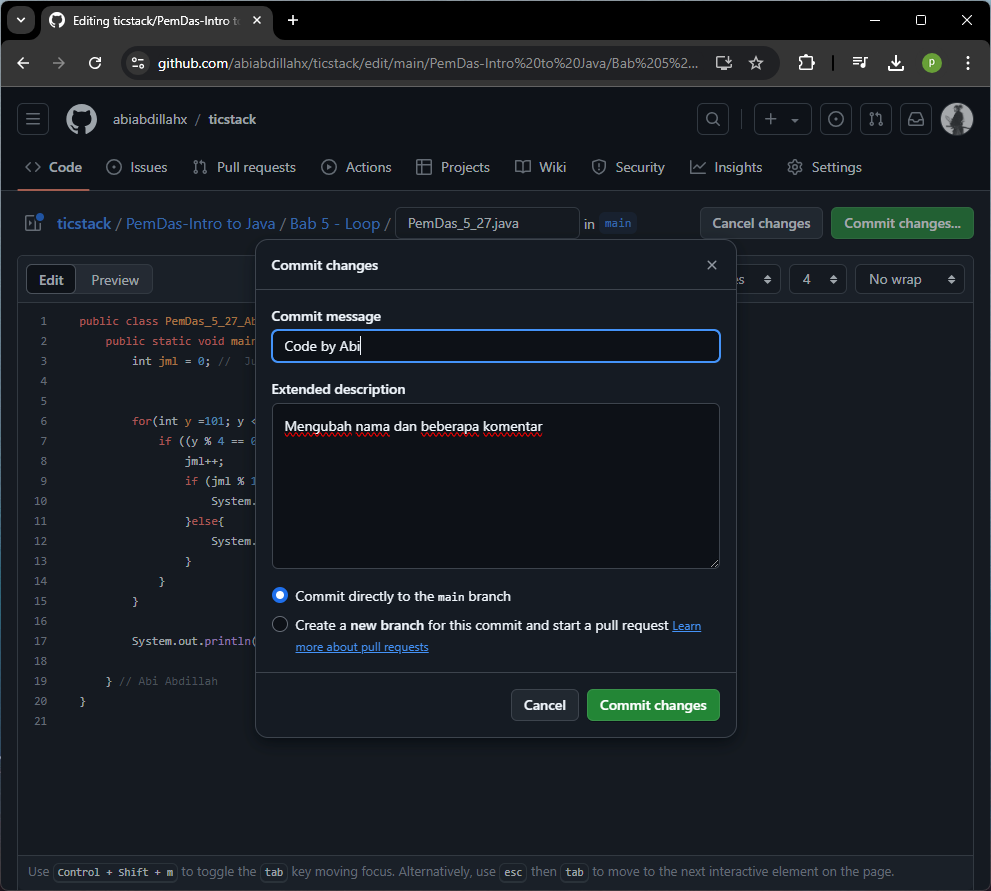 Editing ticstack/PemDas-Intro to
github.com/abiabdillahx/ticstack/edit/main/PemDas-Intro%20to%20Java/Bab%205%2...
p
abiabdillahx / ticstack
Code Issues Pull requests Actions Projects Wiki Security Insights Settings
ticstack / PemDas-Intro to Java / Bab 5 - Loop / PemDas_5_27.java in main Cancel changes Commit changes...
Edit Preview 4 No wrap
Commit changes
Commit message
Code by Abi
Extended description
Mengubah nama dan beberapa komentar
Commit directly to the main branch
Create a new branch for this commit and start a pull request Learn
more about pull requests
Cancel Commit changes
1 public class PemDas_5_27_Ab
2 public static void main
3 int jml = 0; // Ju
4
5
6 for(int y =101; y <
7 if ((y % 4 == 0
8 jml++;
9 if (jml % 1
10 System.
11 }else{
12 System.
13 }
14 }
15 }
16
17 System.out.println(
18
19 } // Abi Abdillah
20 }
21
Use Control + Shift + m to toggle the tab key moving focus. Alternatively, use esc then tab to move to the next interactive element on the page.